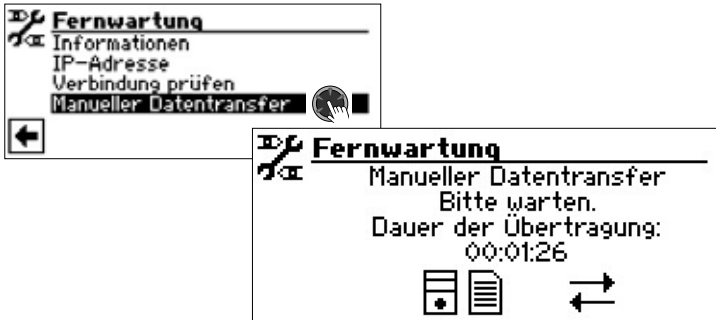 Fernwartung
Informationen
IP-Adresse
Verbindung prüfen
Manueller Datentransfer
Fernwartung
Manueller Datentransfer
Bitte warten.
Dauer der Übertragung:
00:01:26